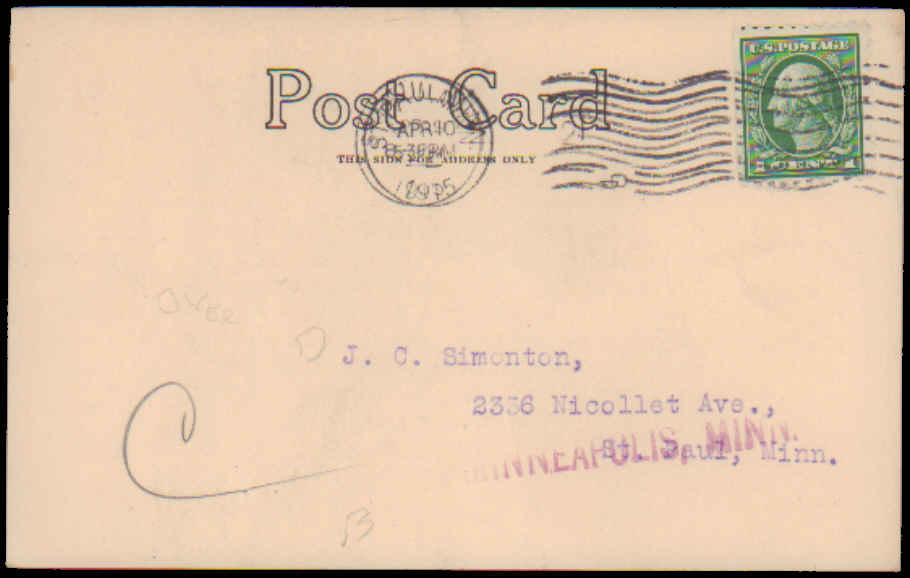 Post Card
THIS SIDE FOR ADDRESS ONLY
U.S. POSTAGE
APR 10
MINN
OVER
J. C. Simonton,
2336 Nicollet Ave.,
St. Paul, Minn.
MINNEAPOLIS, MINN.
C
B